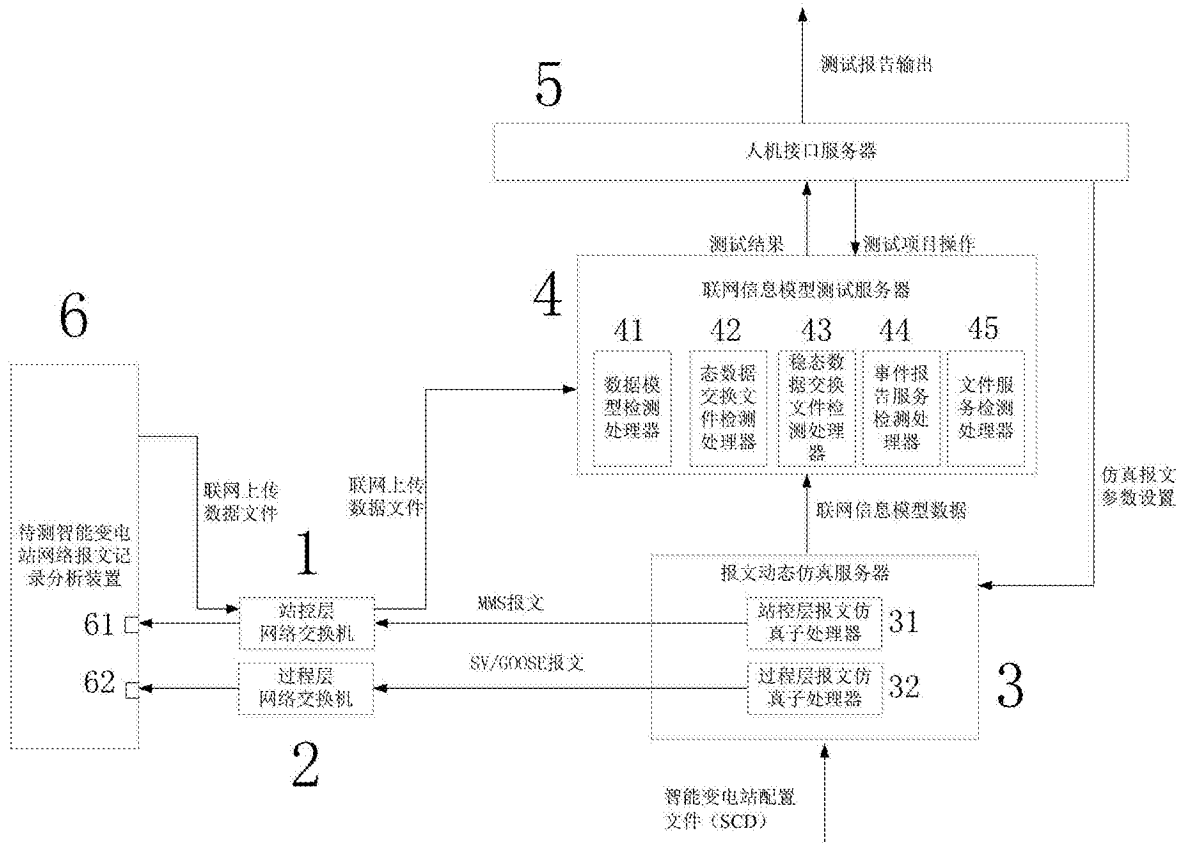 测试报告输出
5
人机接口服务器
测试结果
测试项目操作
4
联网信息模型测试服务器
6
41
42
43
44
45
数据模
型检测
处理器
态数据
交换文
件检测
处理器
稳态数
据交换
文件检
测处理
器
事件报
告服务
检测处
理器
文件服
务检测
处理器
联网上传
数据文件
联网上传
数据文件
仿真报文
参数设置
联网信息模型数据
待测智能变电
站网络报文记
录分析装置
1
报文动态仿真服务器
61
站控层
网络交换机
MMS报文
站控层报文仿
真子处理器
31
62
过程层
网络交换机
SV/GOOSE报文
过程层报文仿
真子处理器
32
3
2
智能变电站配置
文件（SCD）